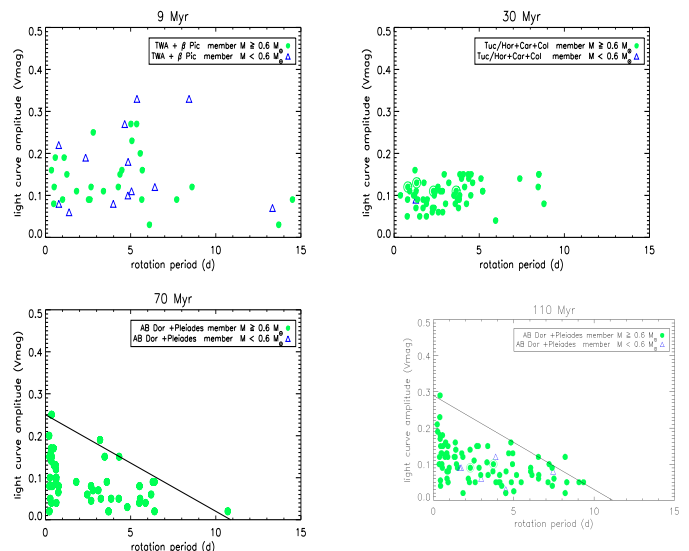 9 Myr
TWA + β Pic member M ≧ 0.6 M⊙
TWA + β Pic member M < 0.6 M⊙
light curve amplitude (Vmag)
0.5
0.4
0.3
0.2
0.1
0.0
0 5 10 15
rotation period (d)
30 Myr
Tuc/Hor+Car+Col member M ≧ 0.6 M⊙
Tuc/Hor+Car+Col member M < 0.6 M⊙
light curve amplitude (Vmag)
0.5
0.4
0.3
0.2
0.1
0.0
0 5 10 15
rotation period (d)
70 Myr
AB Dor +Pleiades member M ≧ 0.6 M⊙
AB Dor +Pleiades member M < 0.6 M⊙
light curve amplitude (Vmag)
0.5
0.4
0.3
0.2
0.1
0.0
0 5 10 15
rotation period (d)
110 Myr
AB Dor +Pleiades member M ≧ 0.6 M⊙
AB Dor +Pleiades member M < 0.6 M⊙
light curve amplitude (Vmag)
0.5
0.4
0.3
0.2
0.1
0.0
0 5 10 15
rotation period (d)